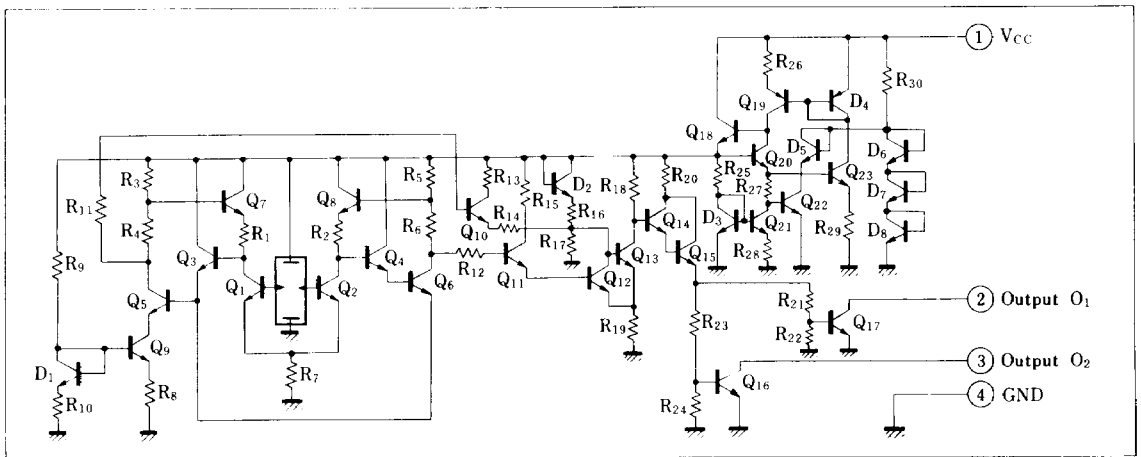 1 VCC
R26
R30
Q19
D4
Q18
D5
D6
Q20
Q23
D7
R3
Q7
Q8
R5
R13
D2
R18
R20
R25
R27
Q22
D8
R11
R4
R1
R2
R6
R14
R15
R16
D3
Q21
R29
R9
Q3
Q4
Q10
R17
Q14
R28
Q5
Q1
Q2
Q6
R12
Q11
Q12
Q13
Q15
R21
2 Output O1
Q9
R19
R23
R22
Q17
D1
R7
3 Output O2
R10
R8
R24
Q16
4 GND